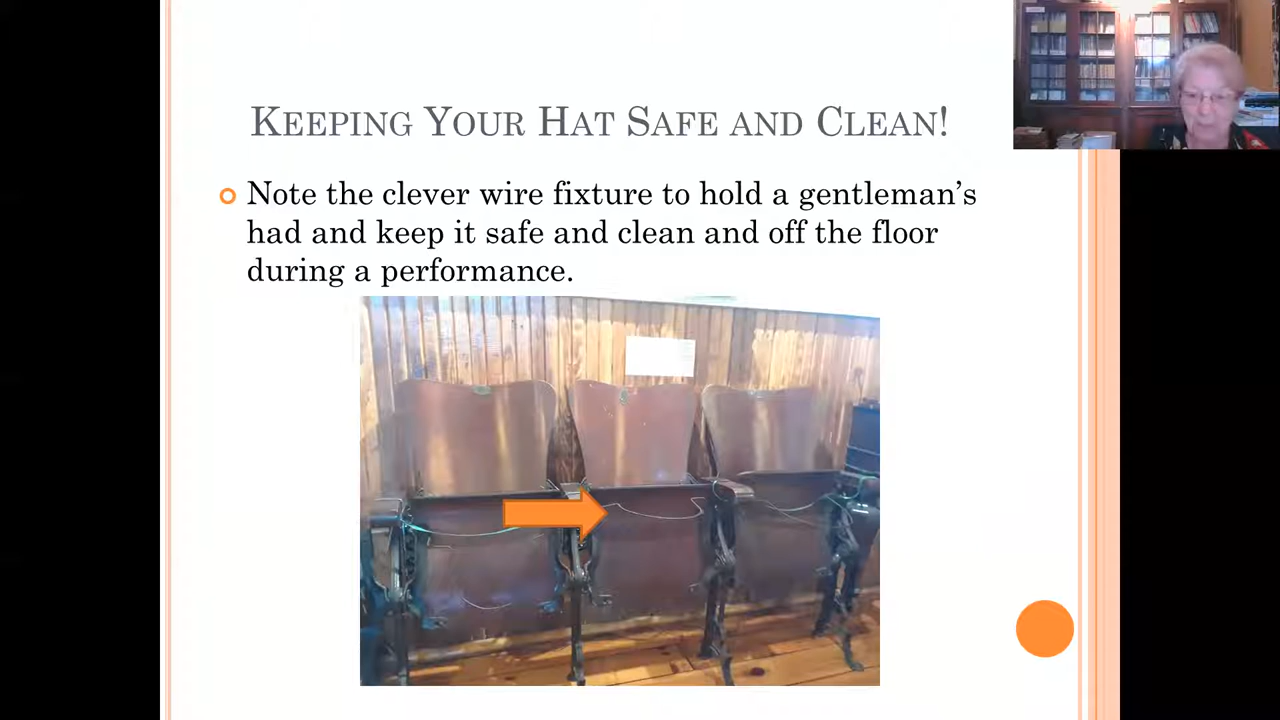 KEEPING YOUR HAT SAFE AND CLEAN!
Note the clever wire fixture to hold a gentleman's
had and keep it safe and clean and off the floor
during a performance.